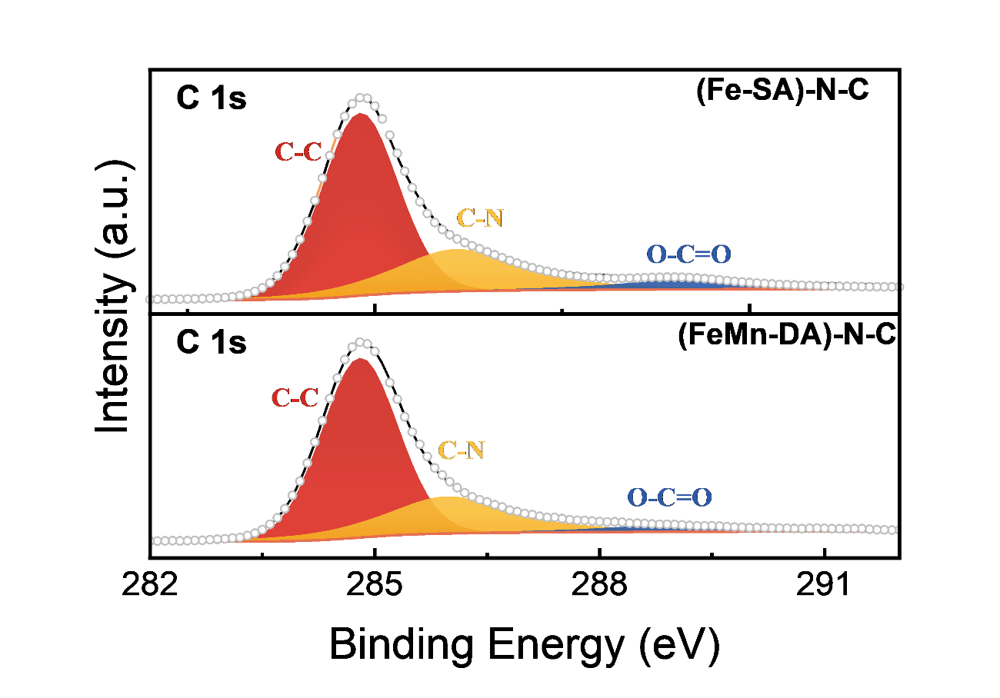 C 1s
(Fe-SA)-N-C
C-C
C-N
O-C=O
C 1s
(FeMn-DA)-N-C
C-C
C-N
O-C=O
Intensity (a.u.)
282 285 288 291
Binding Energy (eV)